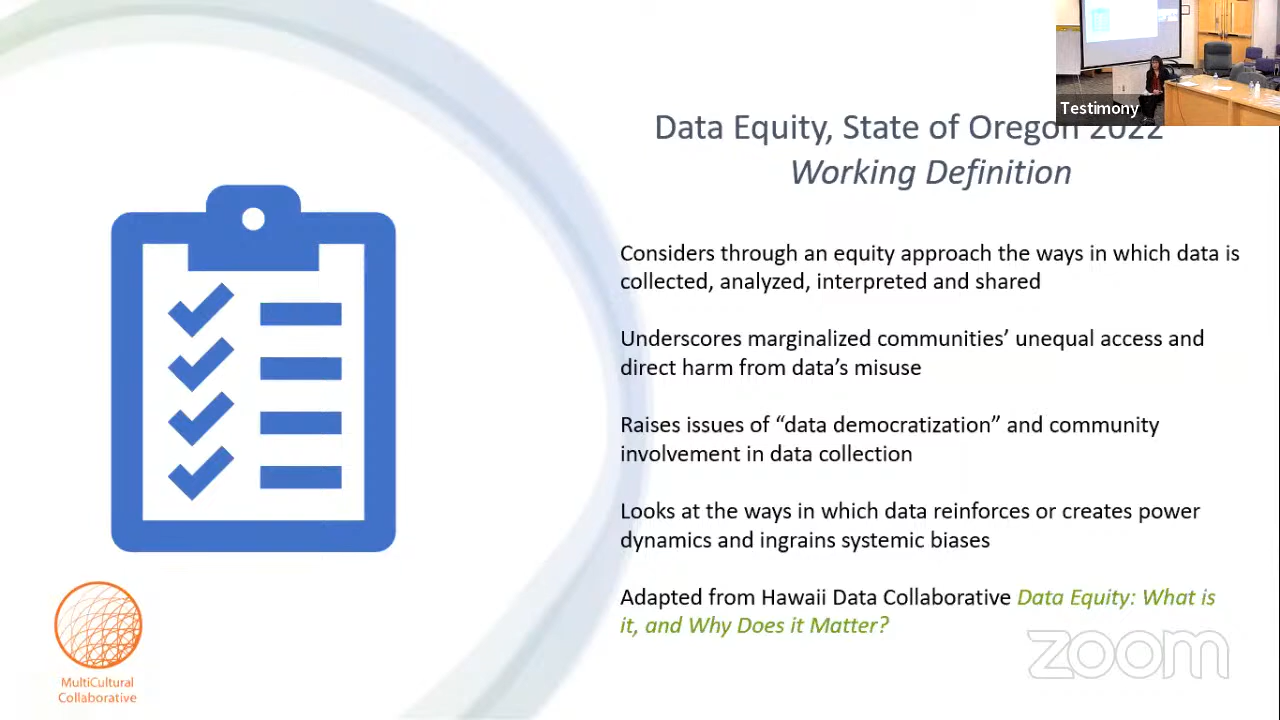 Testimony
Data Equity, State of Oregon 2022
Working Definition
Considers through an equity approach the ways in which data is
collected, analyzed, interpreted and shared
Underscores marginalized communities’ unequal access and
direct harm from data’s misuse
Raises issues of “data democratization” and community
involvement in data collection
Looks at the ways in which data reinforces or creates power
dynamics and ingrains systemic biases
Adapted from Hawaii Data Collaborative Data Equity: What is
it, and Why Does it Matter?
MultiCultural
Collaborative
zoom